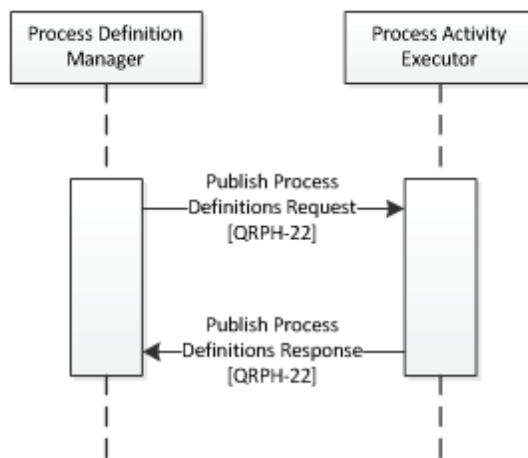 Process Definition
Manager
Process Activity
Executor
Publish Process
Definitions Request
[QRPH-22]
Publish Process
Definitions Response
[QRPH-22]